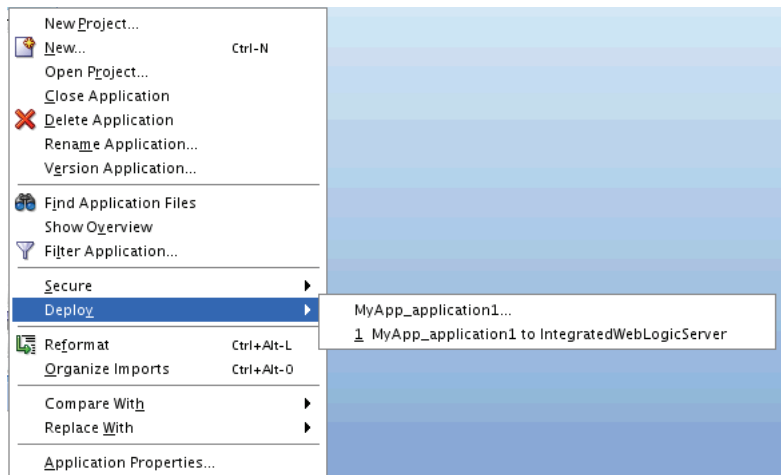 New Project...
New... Ctrl-N
Open Project...
Close Application
Delete Application
Rename Application...
Version Application...
Find Application Files
Show Overview
Filter Application...
Secure
Deploy
MyApp_application1...
1 MyApp_application1 to IntegratedWebLogicServer
Reformat Ctrl+Alt-L
Organize Imports Ctrl+Alt-O
Compare With
Replace With
Application Properties...